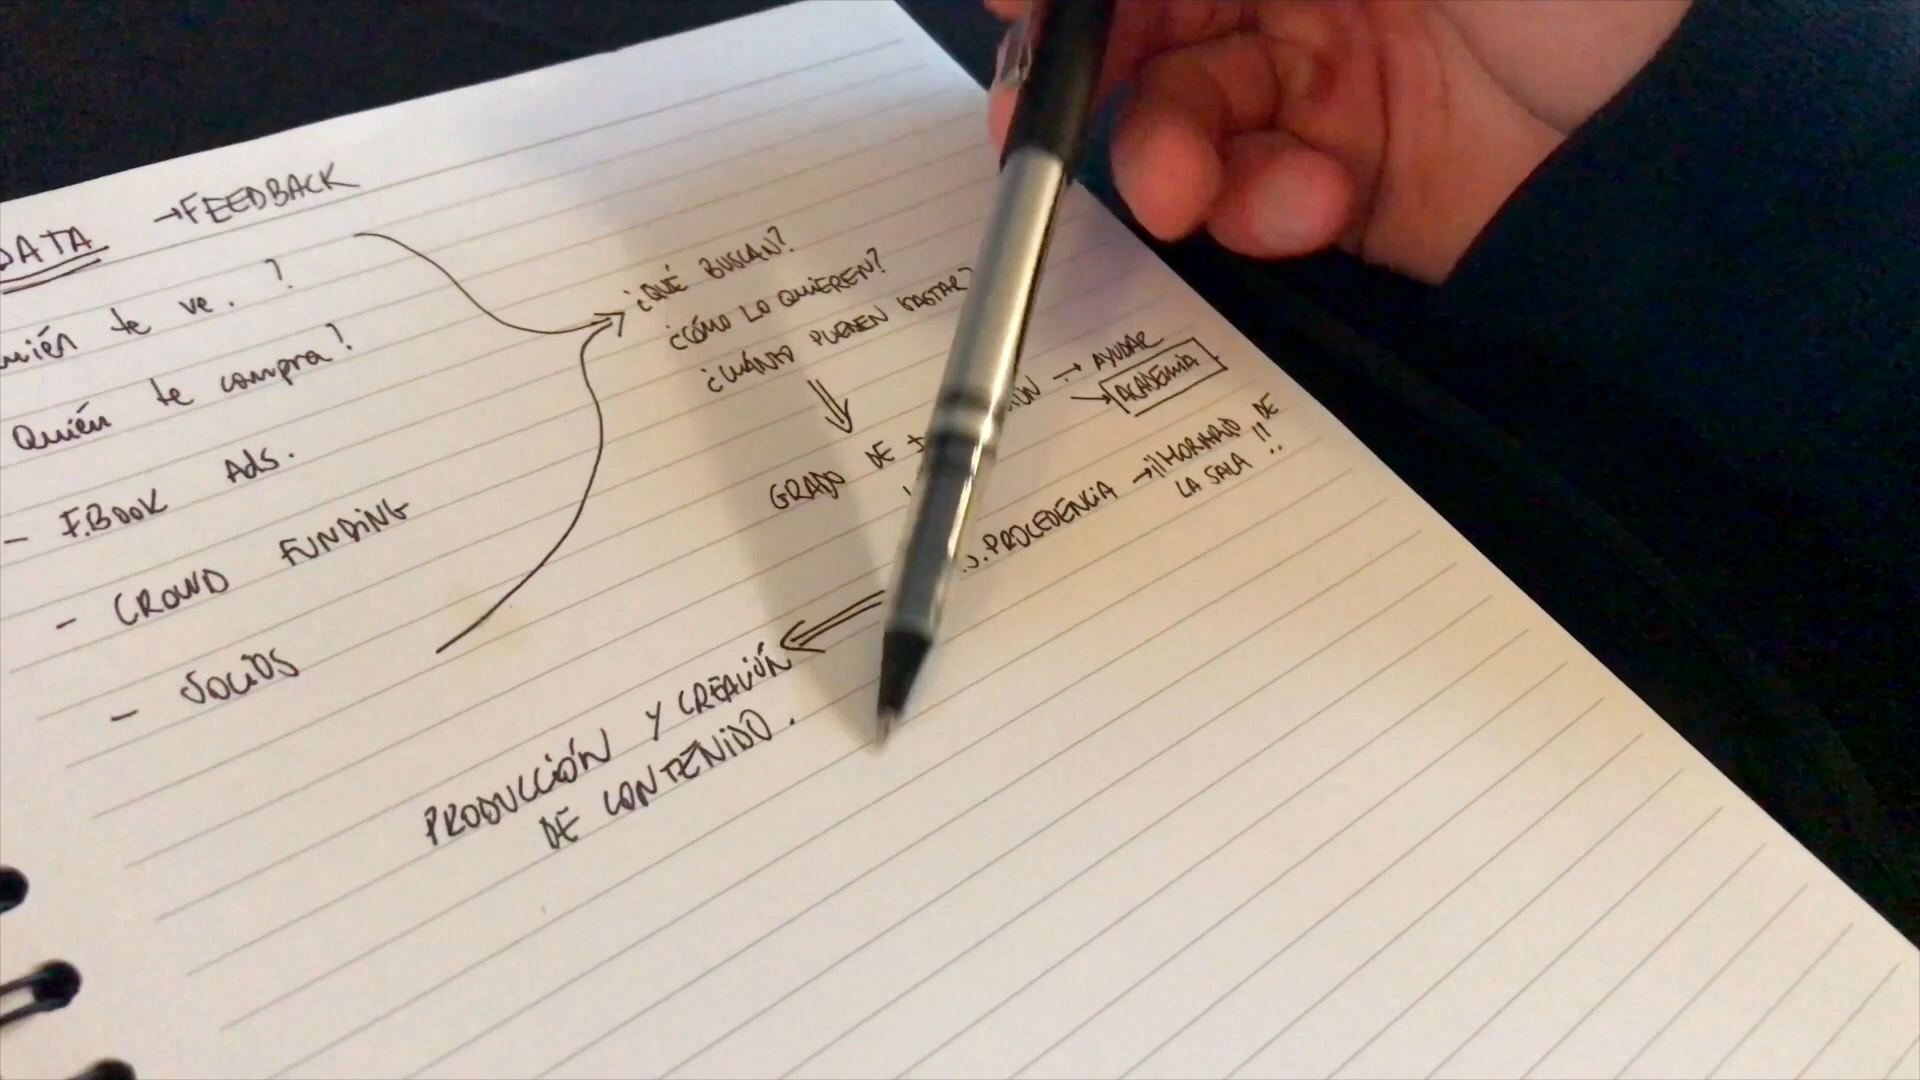 DATA → FEEDBACK
te ve. ?
Quién te compra?
- F.BOOK Ads.
- CROWD FUNDING
- SOCIOS
¿QUÉ BUSCAN?
¿CÓMO LO QUIEREN?
¿CUÁNTO PUEDEN GASTAR?
GRADO DE
→ AYUDAR
→ ACADEMIA
PROCEDENCIA → ¡¡HORARIO DE
LA SALA !!
PRODUCCIÓN Y CREACIÓN
DE CONTENIDO.